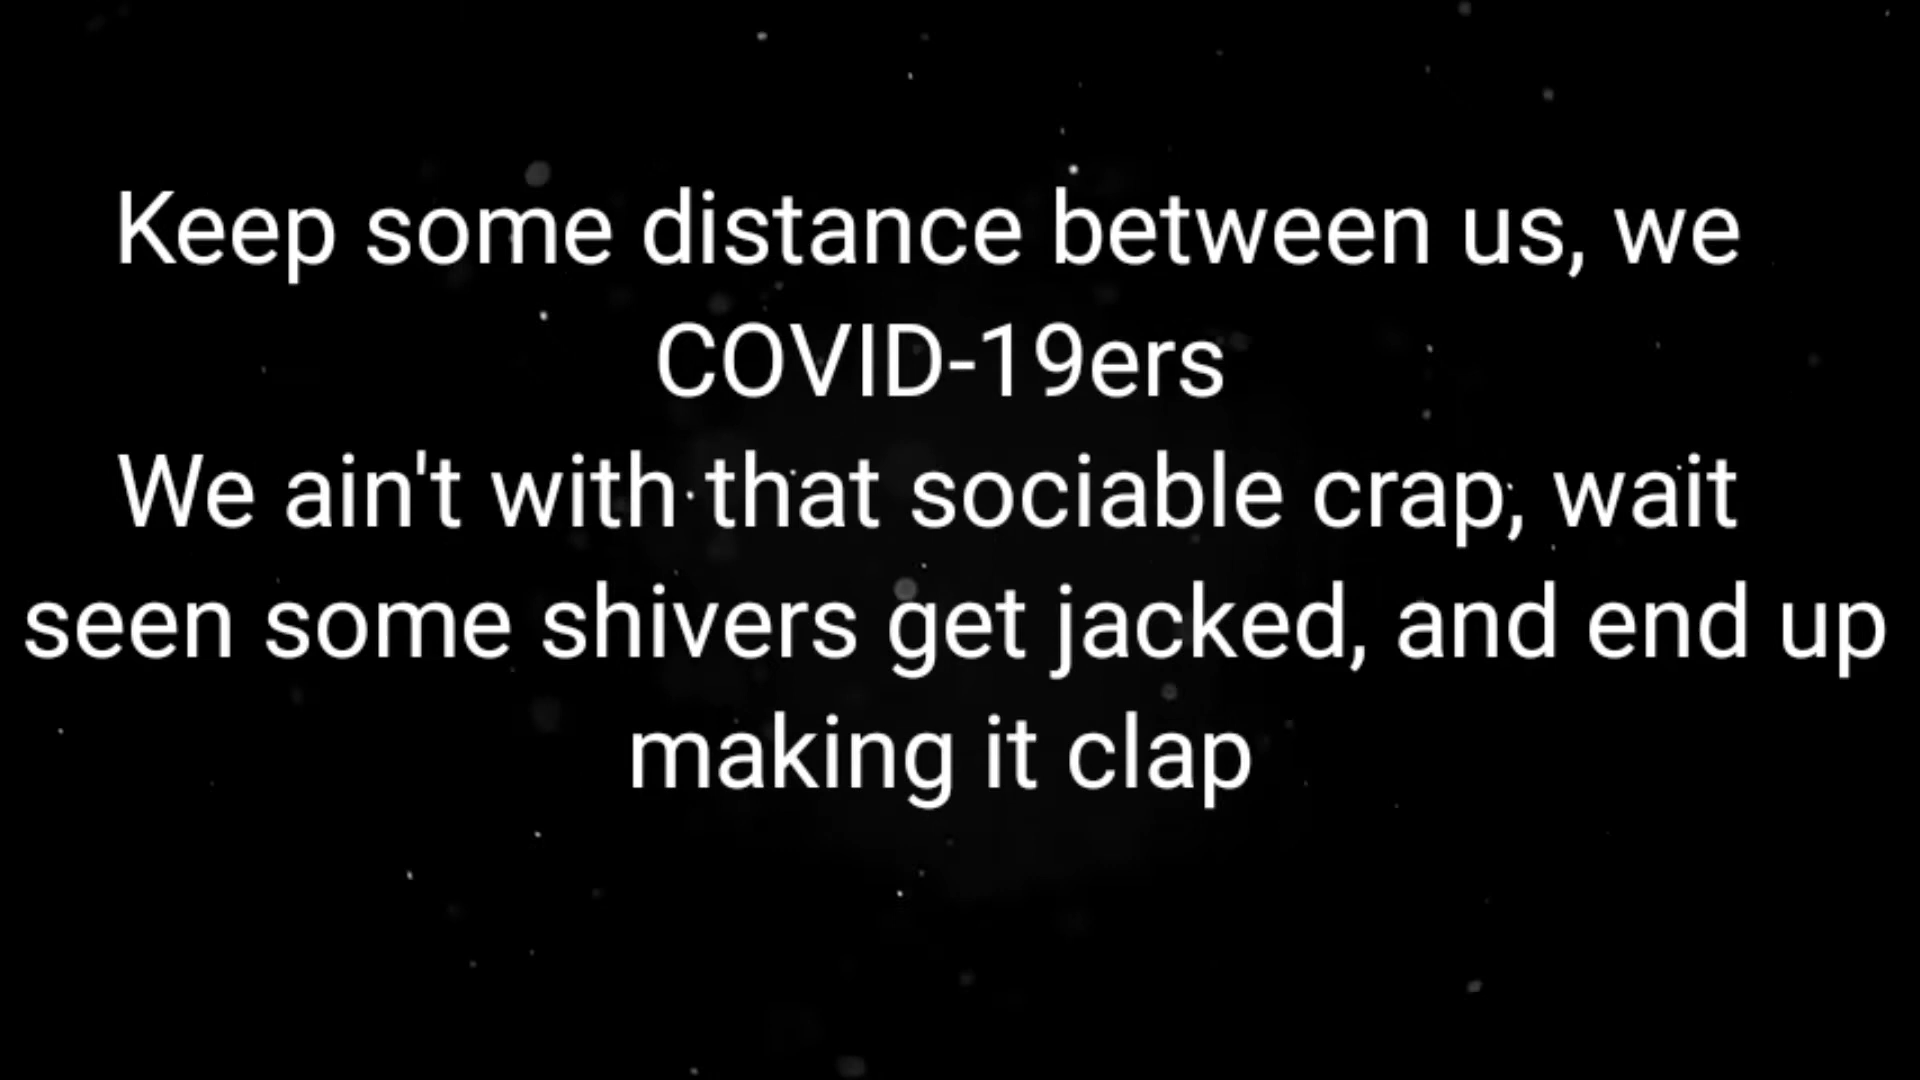 Keep some distance between us, we
COVID-19ers
We ain't with that sociable crap, wait
seen some shivers get jacked, and end up
making it clap